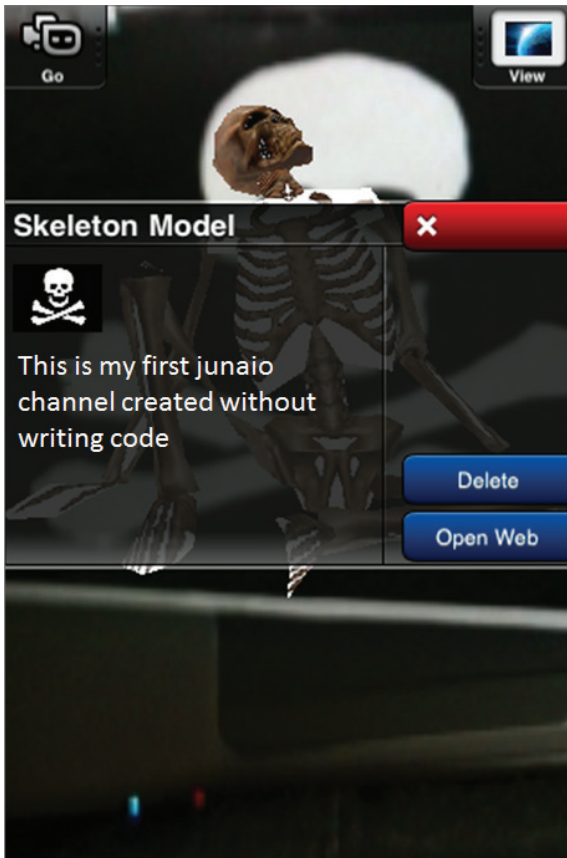 Go
View
Skeleton Model
This is my first junaio
channel created without
writing code
Delete
Open Web